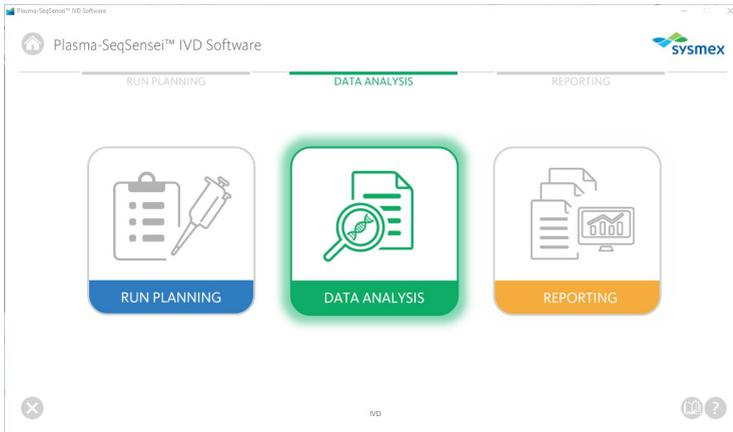 Plasma-SeqSensei™ IVD Software
Plasma-SeqSensei™ IVD Software
sysmex
RUN PLANNING
DATA ANALYSIS
REPORTING
RUN PLANNING
DATA ANALYSIS
REPORTING
IVD
?